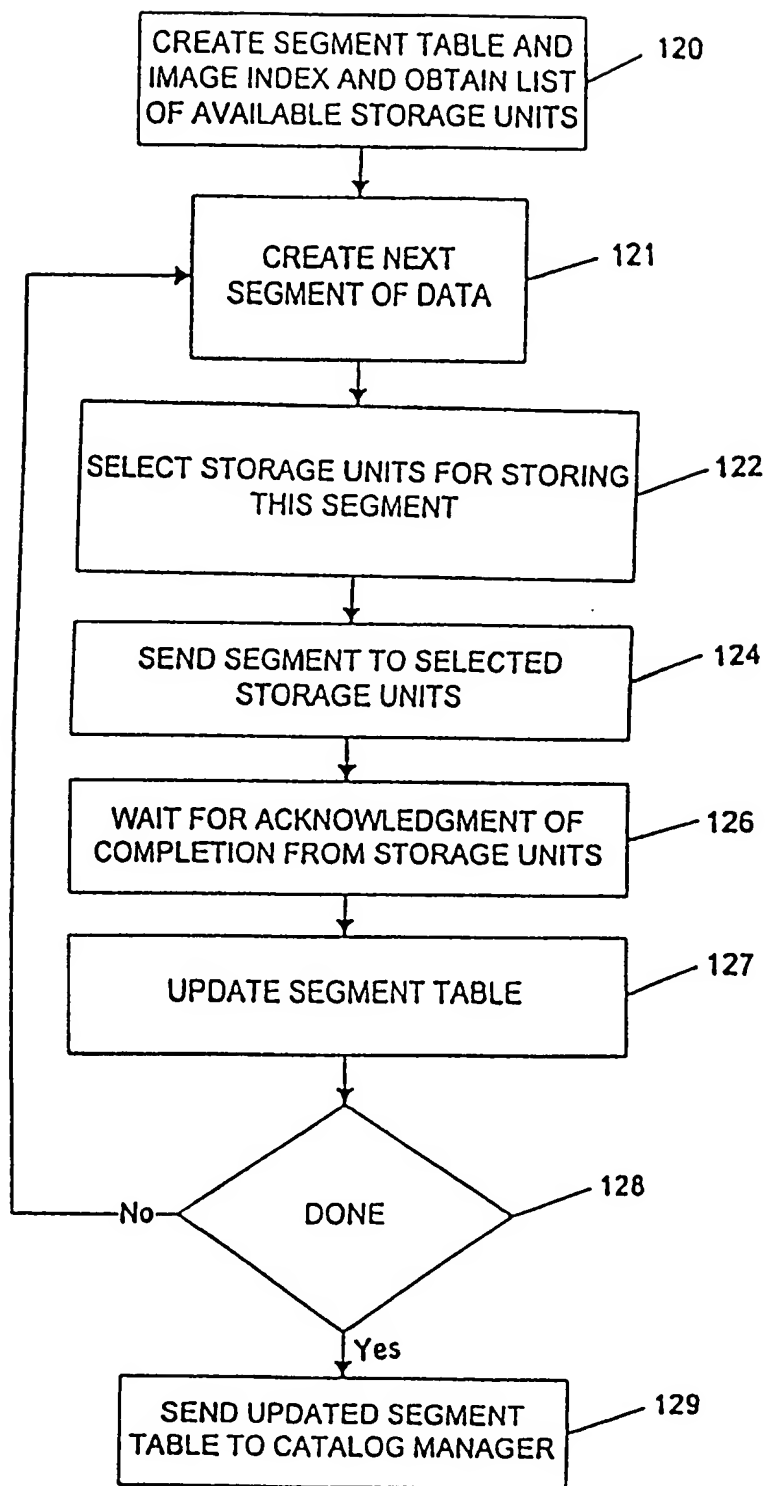 CREATE SEGMENT TABLE AND
IMAGE INDEX AND OBTAIN LIST
OF AVAILABLE STORAGE UNITS
120
CREATE NEXT
SEGMENT OF DATA
121
SELECT STORAGE UNITS FOR STORING
THIS SEGMENT
122
SEND SEGMENT TO SELECTED
STORAGE UNITS
124
WAIT FOR ACKNOWLEDGMENT OF
COMPLETION FROM STORAGE UNITS
126
UPDATE SEGMENT TABLE
127
DONE
128
No
Yes
SEND UPDATED SEGMENT
TABLE TO CATALOG MANAGER
129